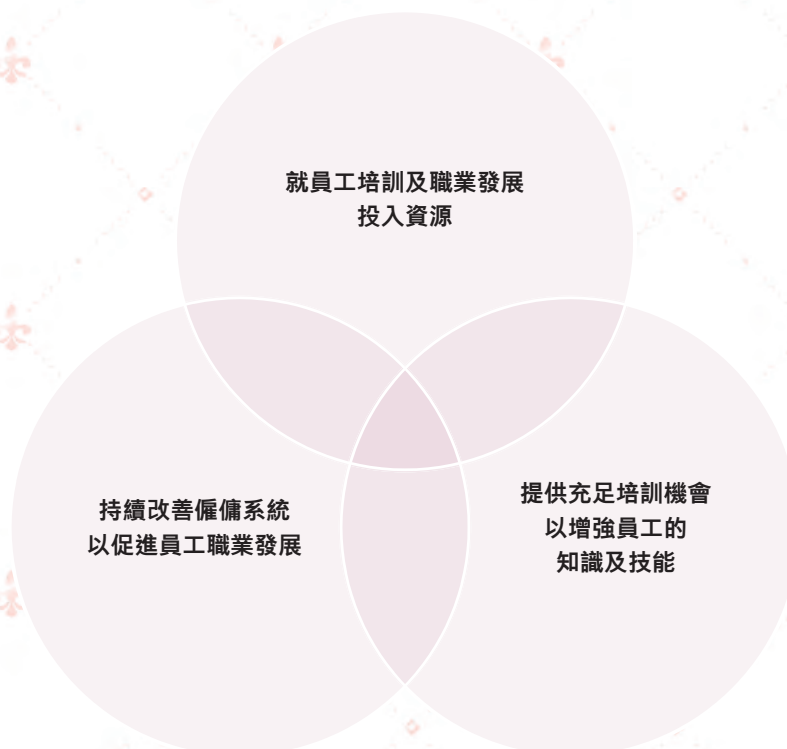 就員工培訓及職業發展
投入資源
持續改善僱傭系統
以促進員工職業發展
提供充足培訓機會
以增強員工的
知識及技能